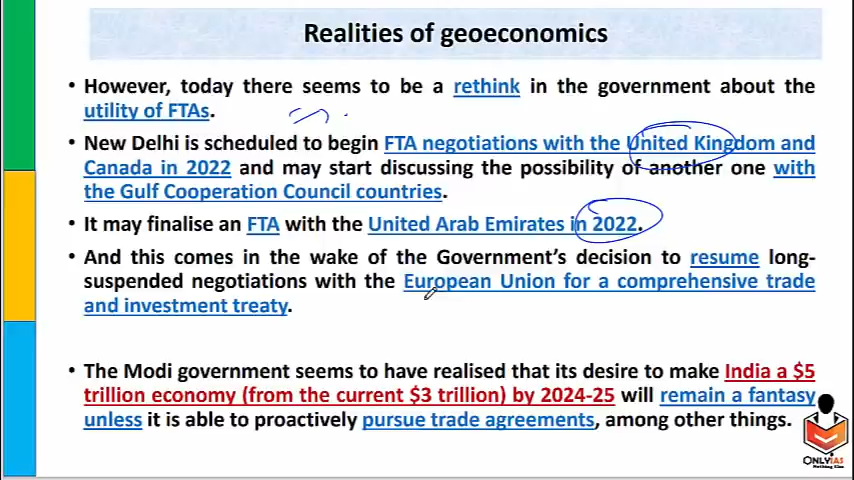 Realities of geoeconomics
• However, today there seems to be a rethink in the government about the
utility of FTAs.
• New Delhi is scheduled to begin FTA negotiations with the United Kingdom and
Canada in 2022 and may start discussing the possibility of another one with
the Gulf Cooperation Council countries.
• It may finalise an FTA with the United Arab Emirates in 2022.
• And this comes in the wake of the Government's decision to resume long-
suspended negotiations with the European Union for a comprehensive trade
and investment treaty.
• The Modi government seems to have realised that its desire to make India a $5
trillion economy (from the current $3 trillion) by 2024-25 will remain a fantasy
unless it is able to proactively pursue trade agreements, among other things.
ONLYIAS
Nothing Else